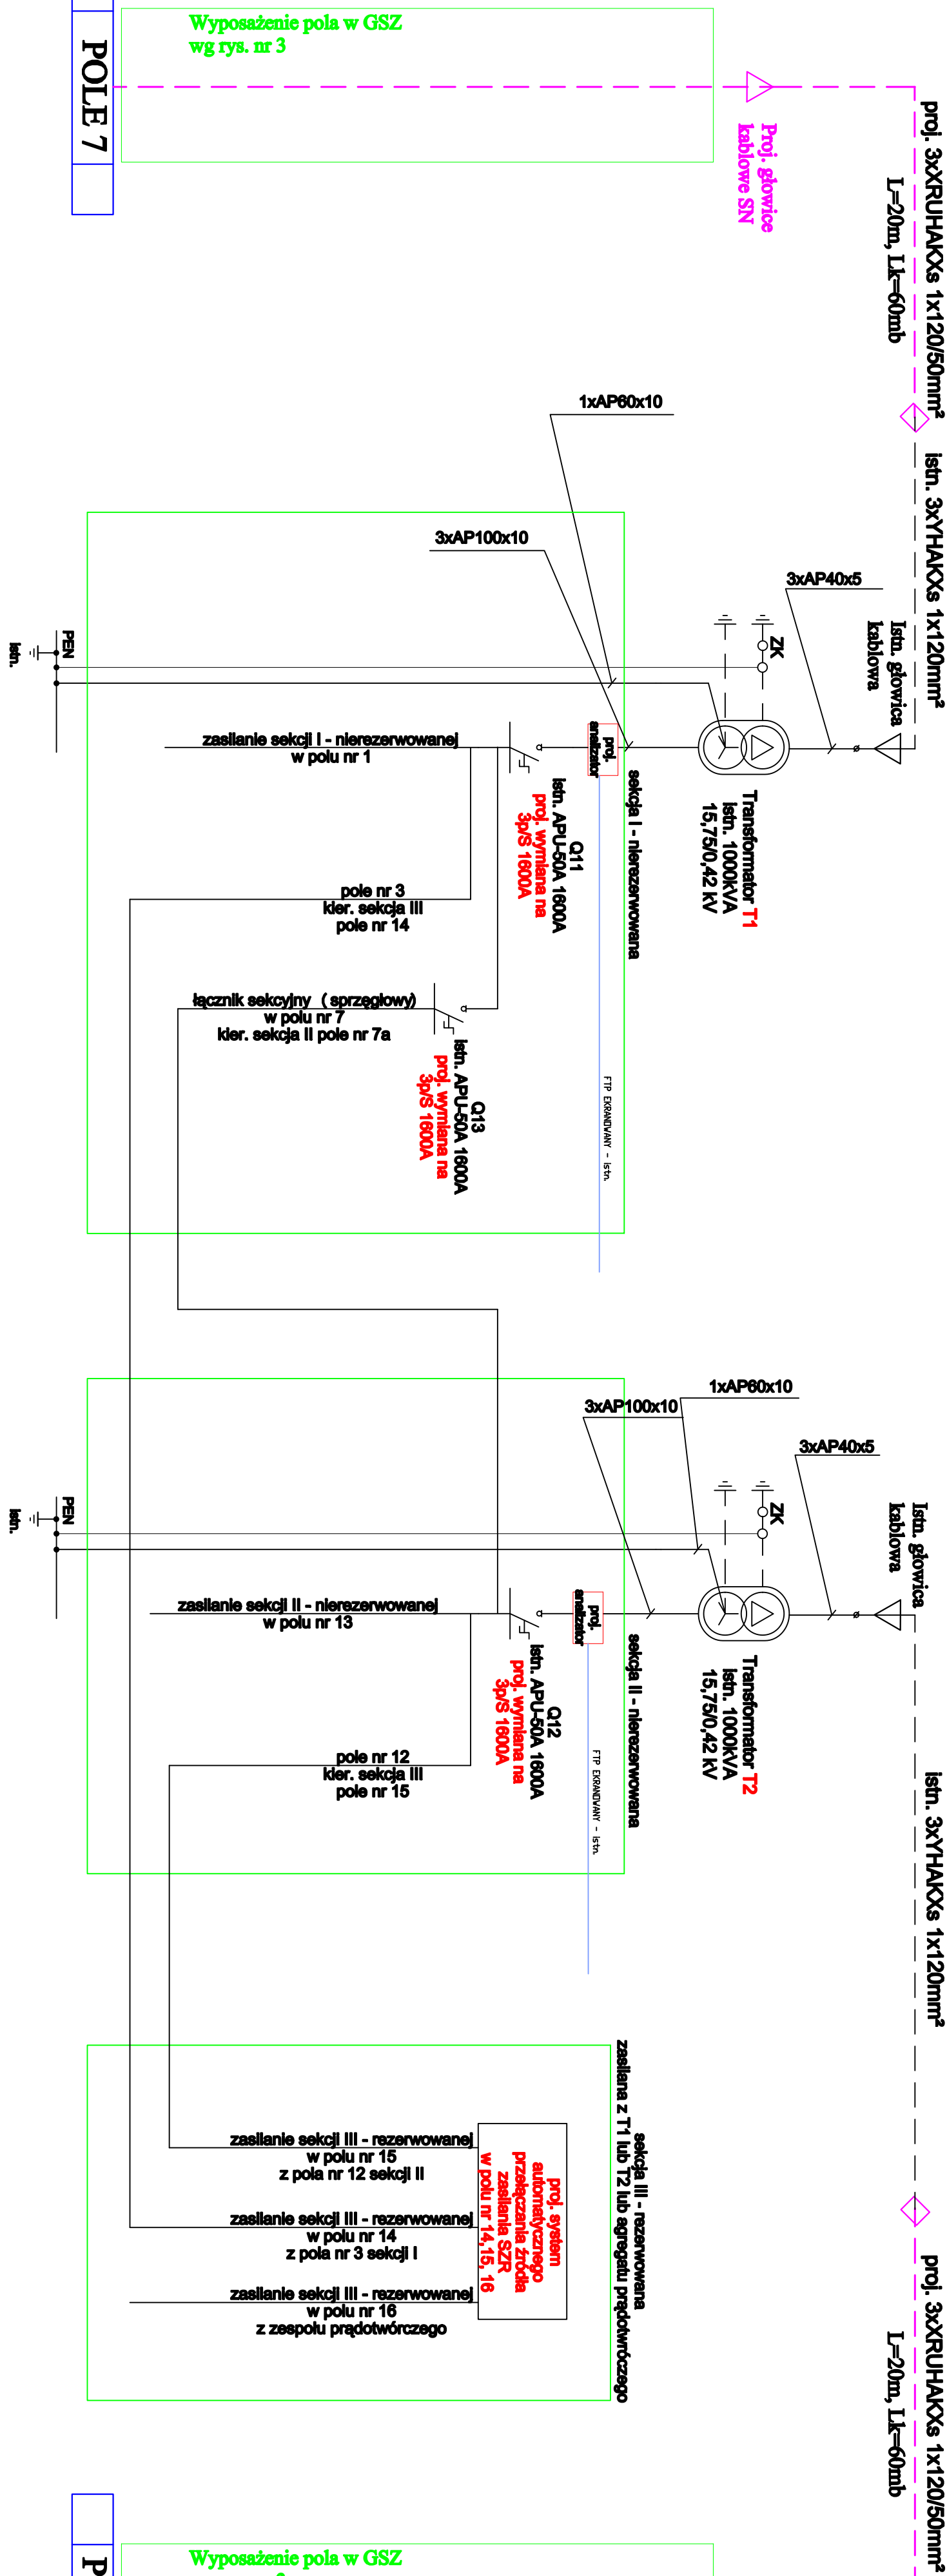 Wyposażenie pola w GSZ
wg rys. nr 3
POLE 7
Proj. głowice
kablowe SN
proj. 3xXRUHAKXs 1x120/50mm²
L=20m, Lk=60mb
istn. 3xYHAKXs 1x120mm²
1xAP60x10
3xAP100x10
3xAP40x5
Istn. głowica
kablowa
ZK
PEN
istn.
Transformator T1
istn. 1000kVA
15,75/0,42 kV
proj.
analizator
sekcja I - nierezerwowana
zasilanie sekcji I - nierezerwowanej
w polu nr 1
Q11
istn. APU-50A 1600A
proj. wymiana na
3p/S 1600A
pole nr 3
kier. sekcja III
pole nr 14
łącznik sekcyjny ( sprzęgłowy)
w polu nr 7
kier. sekcja II pole nr 7a
Q13
istn. APU-50A 1600A
proj. wymiana na
3p/S 1600A
FTP EKRANOWANY - istn.
1xAP60x10
3xAP100x10
3xAP40x5
Istn. głowica
kablowa
ZK
PEN
istn.
Transformator T2
istn. 1000kVA
15,75/0,42 kV
istn. 3xYHAKXs 1x120mm²
proj.
analizator
sekcja II - nierezerwowana
zasilanie sekcji II - nierezerwowanej
w polu nr 13
Q12
istn. APU-50A 1600A
proj. wymiana na
3p/S 1600A
pole nr 12
kier. sekcja III
pole nr 15
FTP EKRANOWANY - istn.
sekcja III - rezerwowana
zasilana z T1 lub T2 lub agregatu prądotwróczego
proj. system
automatycznego
przełączania źródła
zasilania SZR
w polu nr 14, 15, 16
zasilanie sekcji III - rezerwowanej
w polu nr 15
z pola nr 12 sekcji II
zasilanie sekcji III - rezerwowanej
w polu nr 14
z pola nr 3 sekcji I
zasilanie sekcji III - rezerwowanej
w polu nr 16
z zespołu prądotwórczego
proj. 3xXRUHAKXs 1x120/50mm²
L=20m, Lk=60mb
Wyposażenie pola w GSZ
P